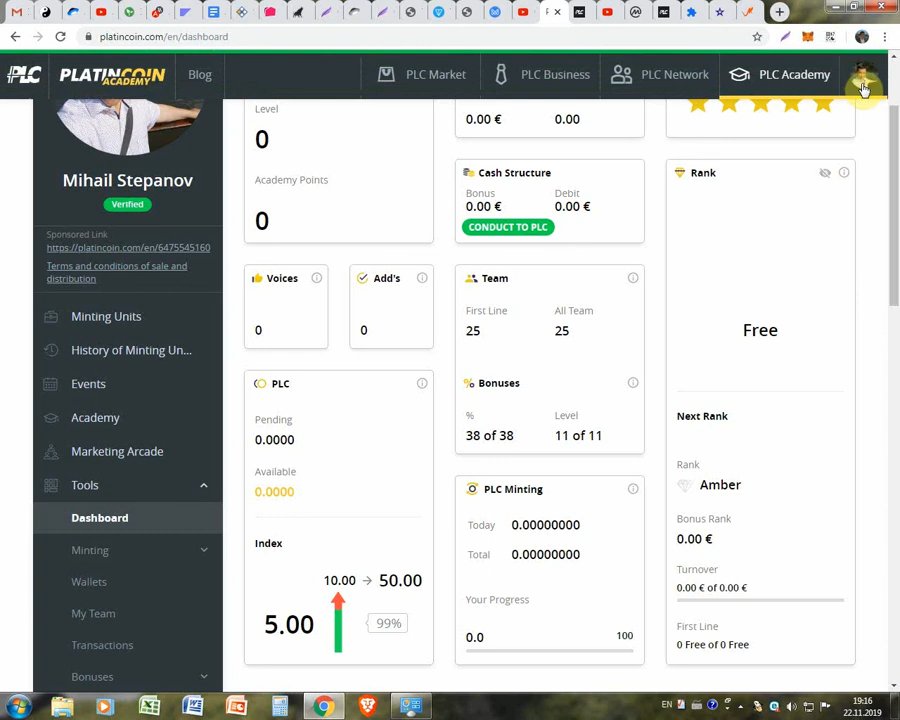 platincoin.com/en/dashboard
PLC
PLATINCOIN
ACADEMY
Blog
PLC Market
PLC Business
PLC Network
PLC Academy
Mihail Stepanov
Verified
Sponsored Link
https://platincoin.com/en/6475545160
Terms and conditions of sale and
distribution
Minting Units
History of Minting Un...
Events
Academy
Marketing Arcade
Tools
Dashboard
Minting
Wallets
My Team
Transactions
Bonuses
Level
0
Academy Points
0
Voices
0
Add's
0
PLC
Pending
0.0000
Available
0.0000
Index
10.00 → 50.00
5.00
99%
0.00 € 0.00
Cash Structure
Bonus Debit
0.00 € 0.00 €
CONDUCT TO PLC
Team
First Line All Team
25 25
Bonuses
% Level
38 of 38 11 of 11
PLC Minting
Today 0.00000000
Total 0.00000000
Your Progress
0.0 100
Rank
Free
Next Rank
Rank
Amber
Bonus Rank
0.00 €
Turnover
0.00 € of 0.00 €
First Line
0 Free of 0 Free
EN
19:16
22.11.2019